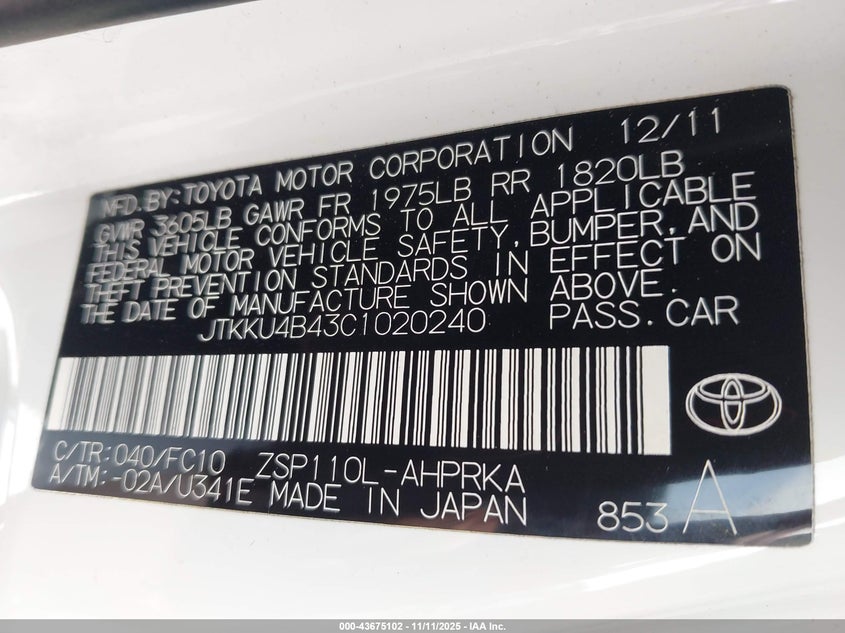 MFD.BY:TOYOTA MOTOR CORPORATION 12/11
GVWR 3605LB GAWR FR 1975LB RR 1820LB
THIS VEHICLE CONFORMS TO ALL APPLICABLE
FEDERAL MOTOR VEHICLE SAFETY,BUMPER,AND
THEFT PREVENTION STANDARDS IN EFFECT ON
THE DATE OF MANUFACTURE SHOWN ABOVE.
JTKKU4B43C1020240 PASS.CAR
C/TR:040/FC10 ZSP110L-AHPRKA
A/TM:-02A/U341E MADE IN JAPAN 853 A
000-43675102 - 11/11/2025 - IAA Inc.